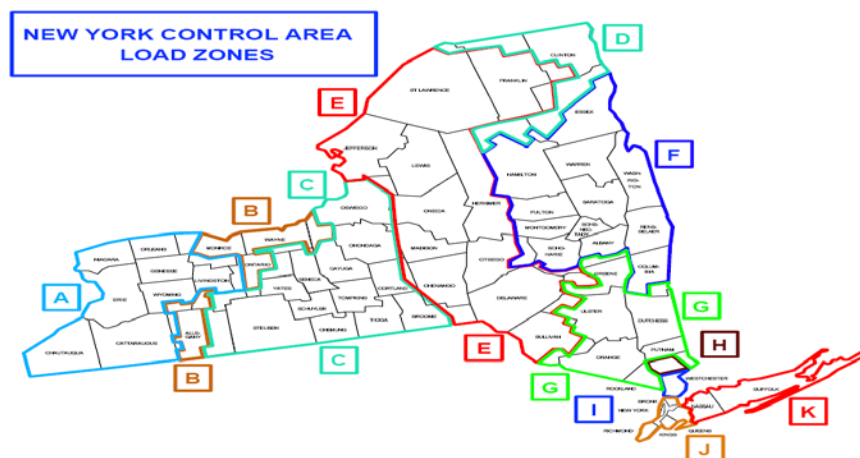 NEW YORK CONTROL AREA
LOAD ZONES
D
CLINTON
FRANKLIN
ST LAWRENCE
E
ESSEX
JEFFERSON
F
LEWIS
HAMILTON
WARREN
WASH-
ING-
TON
C
OSWEGO
HERKIMER
ONEIDA
SARATOGA
FULTON
B
MONTGOMERY
RENS-
SELAER
MONROE
WAYNE
ORLEANS
NIAGARA
ONONDAGA
MADISON
OTSEGO
SCHO-
HARIE
ALBANY
GENESEE
ONTARIO
CAYUGA
SENECA
LIVINGSTON
COLUM-
BIA
GREENE
A
ERIE
WYOMING
YATES
CORTLAND
CHENANGO
DELAWARE
TOMPKINS
SCHUYLER
G
ULSTER
DUTCHESS
STEUBEN
CHEMUNG
TIOGA
BROOME
ALLE-
GANY
CATTARAUGUS
CHAUTAUQUA
SULLIVAN
H
E
C
B
ORANGE
PUTNAM
G
ROCKLAND
WESTCHESTER
SUFFOLK
I
BRONX
NEW YORK
NASSAU
K
RICHMOND
KINGS
QUEENS
J